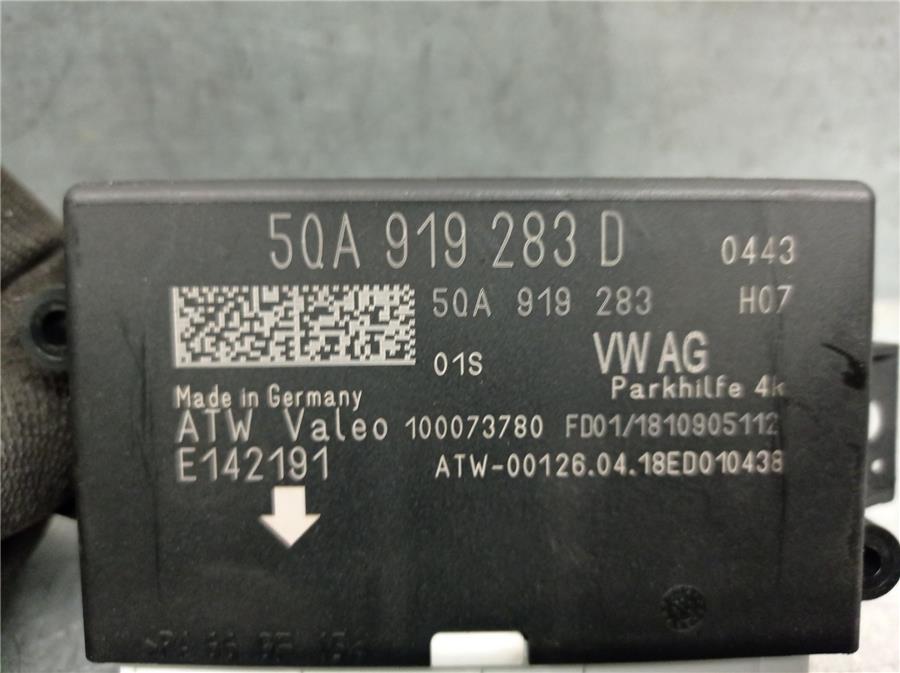 5QA 919 283 D 0443
5QA 919 283 H07
01S VW AG
Parkhilfe 4k
Made in Germany
ATW Valeo 100073780 FD01/1810905112
E142191 ATW-00126.04.18ED010438